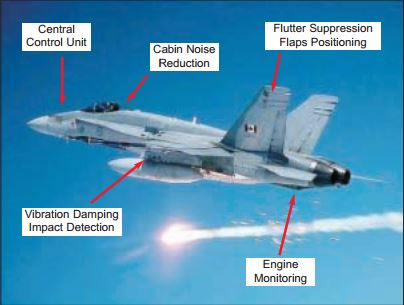 Central
Control Unit
Cabin Noise
Reduction
Flutter Suppression
Flaps Positioning
Vibration Damping
Impact Detection
Engine
Monitoring